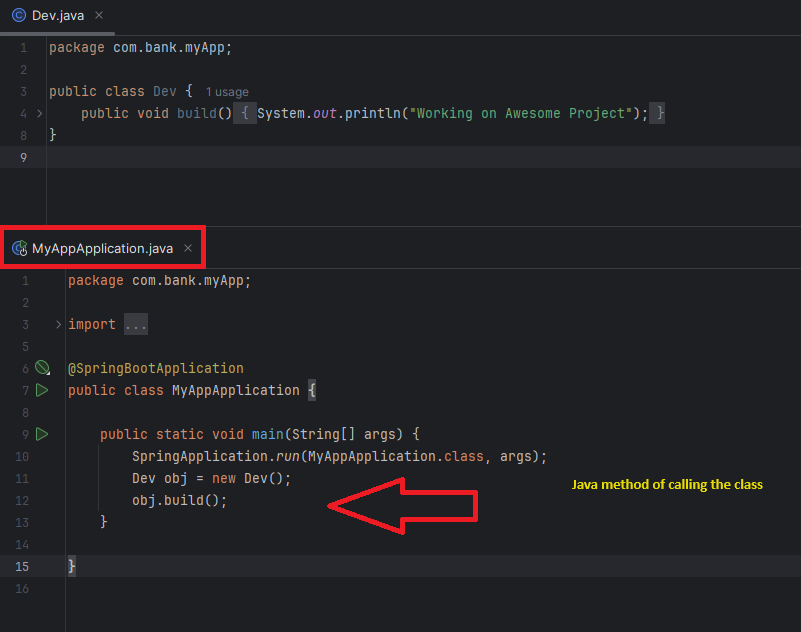 Dev.java
1 package com.bank.myApp;
2
3 public class Dev { 1 usage
4 public void build() { System.out.println("Working on Awesome Project"); }
8 }
9
MyAppApplication.java
1 package com.bank.myApp;
2
3 import ...
5
6 @SpringBootApplication
7 public class MyAppApplication {
8
9 public static void main(String[] args) {
10 SpringApplication.run(MyAppApplication.class, args);
11 Dev obj = new Dev();
Java method of calling the class
12 obj.build();
13 }
14
15 }
16